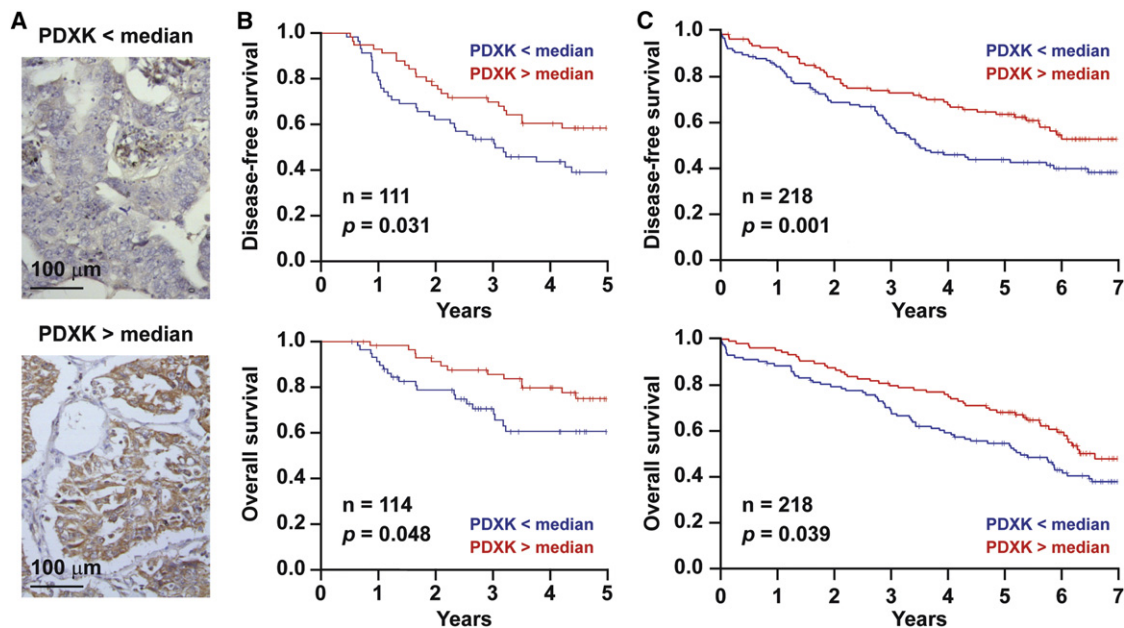 A
PDXK < median
100 µm
PDXK > median
100 µm
B
Disease-free survival
1.0
0.8
0.6
0.4
0.2
0.0
PDXK < median
PDXK > median
n = 111
p = 0.031
0 1 2 3 4 5
Years
Overall survival
1.0
0.8
0.6
0.4
0.2
0.0
n = 114
p = 0.048
PDXK < median
PDXK > median
0 1 2 3 4 5
Years
C
Disease-free survival
1.0
0.8
0.6
0.4
0.2
0.0
PDXK < median
PDXK > median
n = 218
p = 0.001
0 1 2 3 4 5 6 7
Years
Overall survival
1.0
0.8
0.6
0.4
0.2
0.0
n = 218
p = 0.039
PDXK < median
PDXK > median
0 1 2 3 4 5 6 7
Years